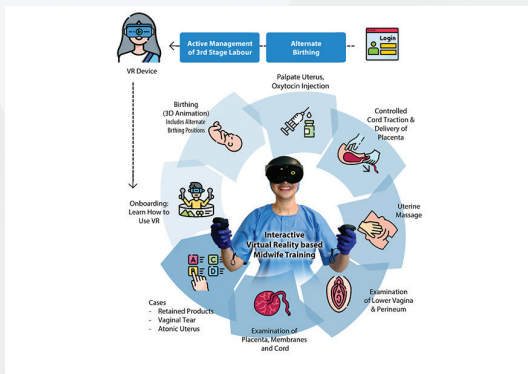 Active Management
of 3rd Stage Labour
Alternate
Birthing
Login
VR Device
Palpate Uterus,
Oxytocin Injection
Birthing
(3D Animation)
Includes Alternate
Birthing Positions
Controlled
Cord Traction &
Delivery of
Placenta
Onboarding:
Learn How to
Use VR
Uterine
Massage
Interactive
Virtual Reality based
Midwife Training
A C
B D
Cases
- Retained Products
- Vaginal Tear
- Atonic Uterus
Examination of
Placenta, Membranes
and Cord
Examination
of Lower Vagina
& Perineum